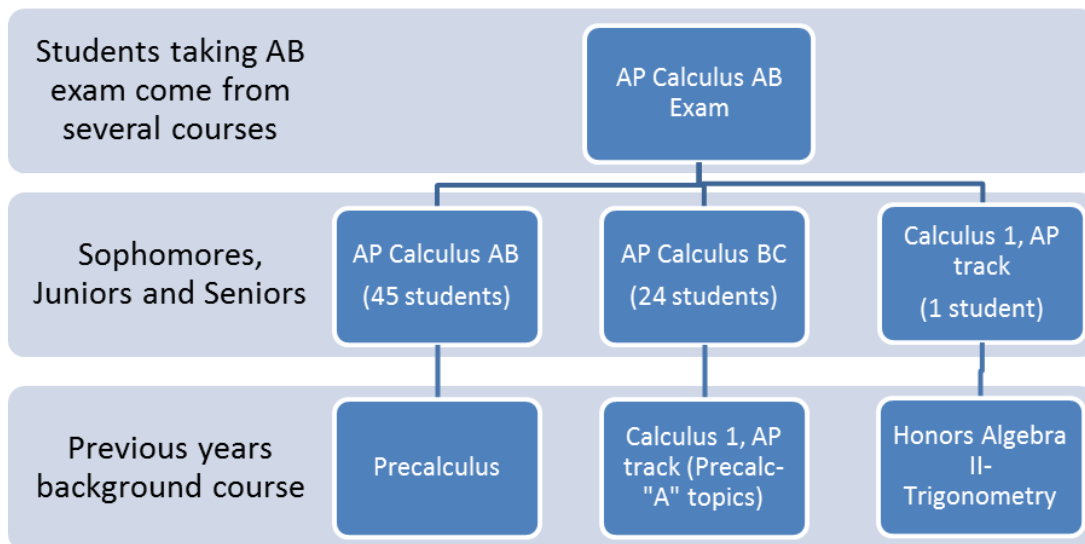 Students taking AB
exam come from
several courses
AP Calculus AB
Exam
Sophomores,
Juniors and Seniors
AP Calculus AB
(45 students)
AP Calculus BC
(24 students)
Calculus 1, AP
track
(1 student)
Previous years
background course
Precalculus
Calculus 1, AP
track (Precalc-
"A" topics)
Honors Algebra
II-
Trigonometry